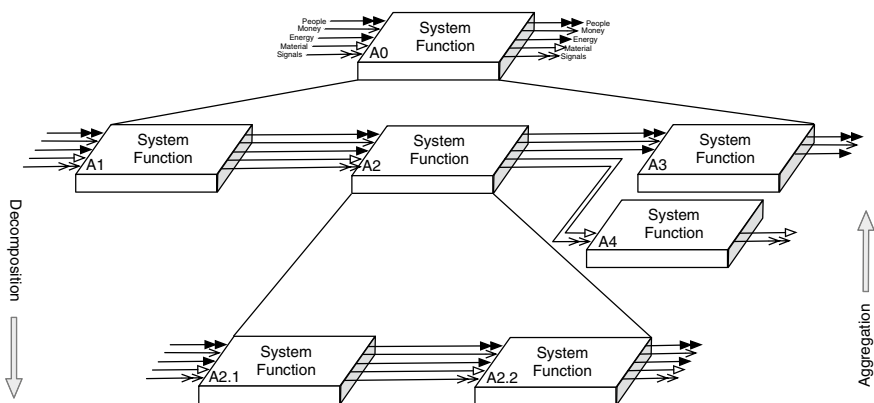 People
Money
Energy
Material
Signals
System
Function
A0
People
Money
Energy
Material
Signals
System
Function
A1
System
Function
A2
System
Function
A3
System
Function
A4
Decomposition
Aggregation
System
Function
A2.1
System
Function
A2.2